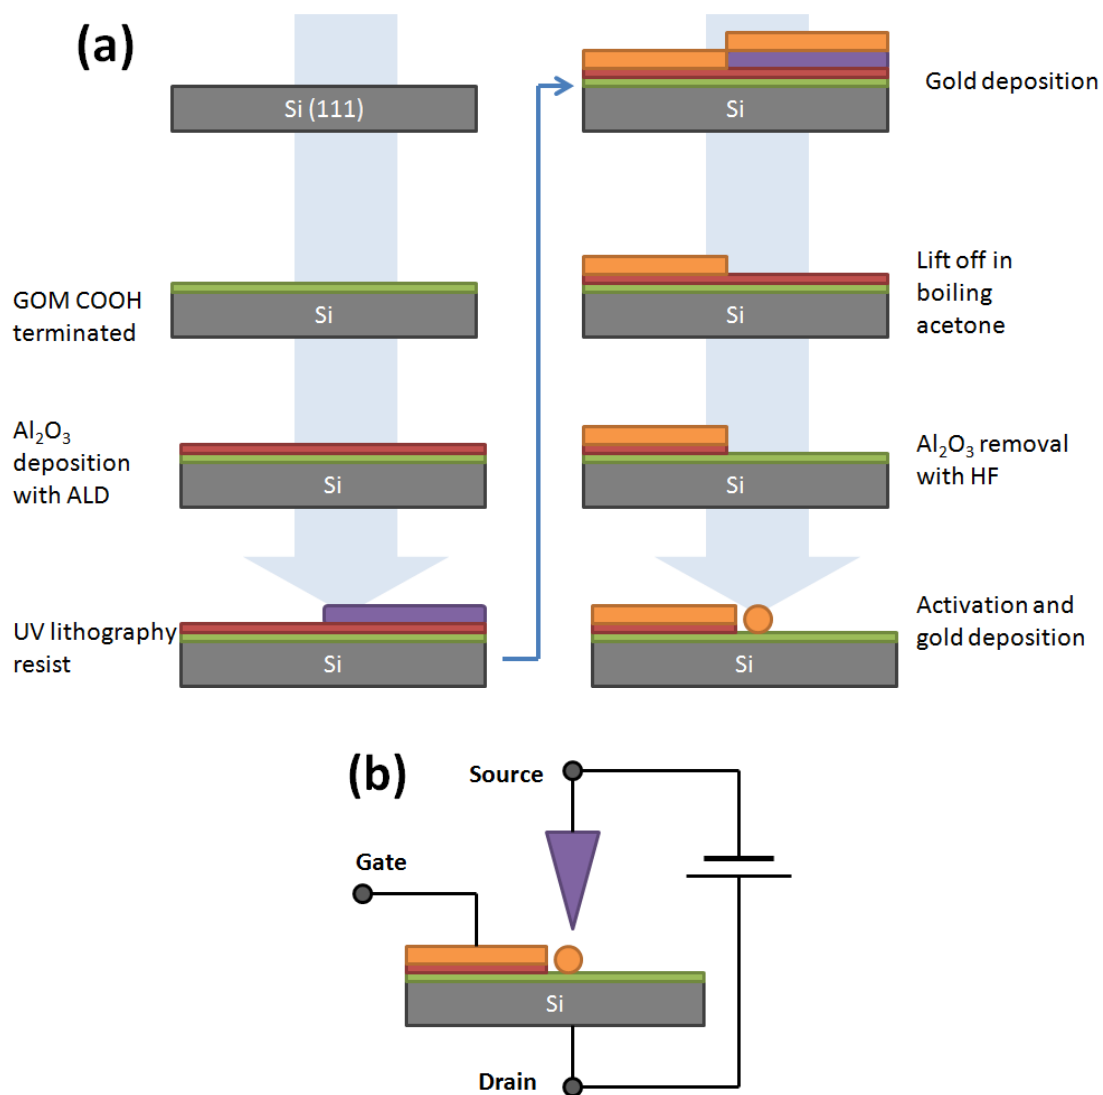 (a)
Si (111)
GOM COOH
terminated
Si
Al₂O₃
deposition
with ALD
Si
UV lithography
resist
Si
Gold deposition
Si
Lift off in
boiling
acetone
Si
Al₂O₃ removal
with HF
Si
Activation and
gold deposition
Si
(b)
Source
Gate
Si
Drain